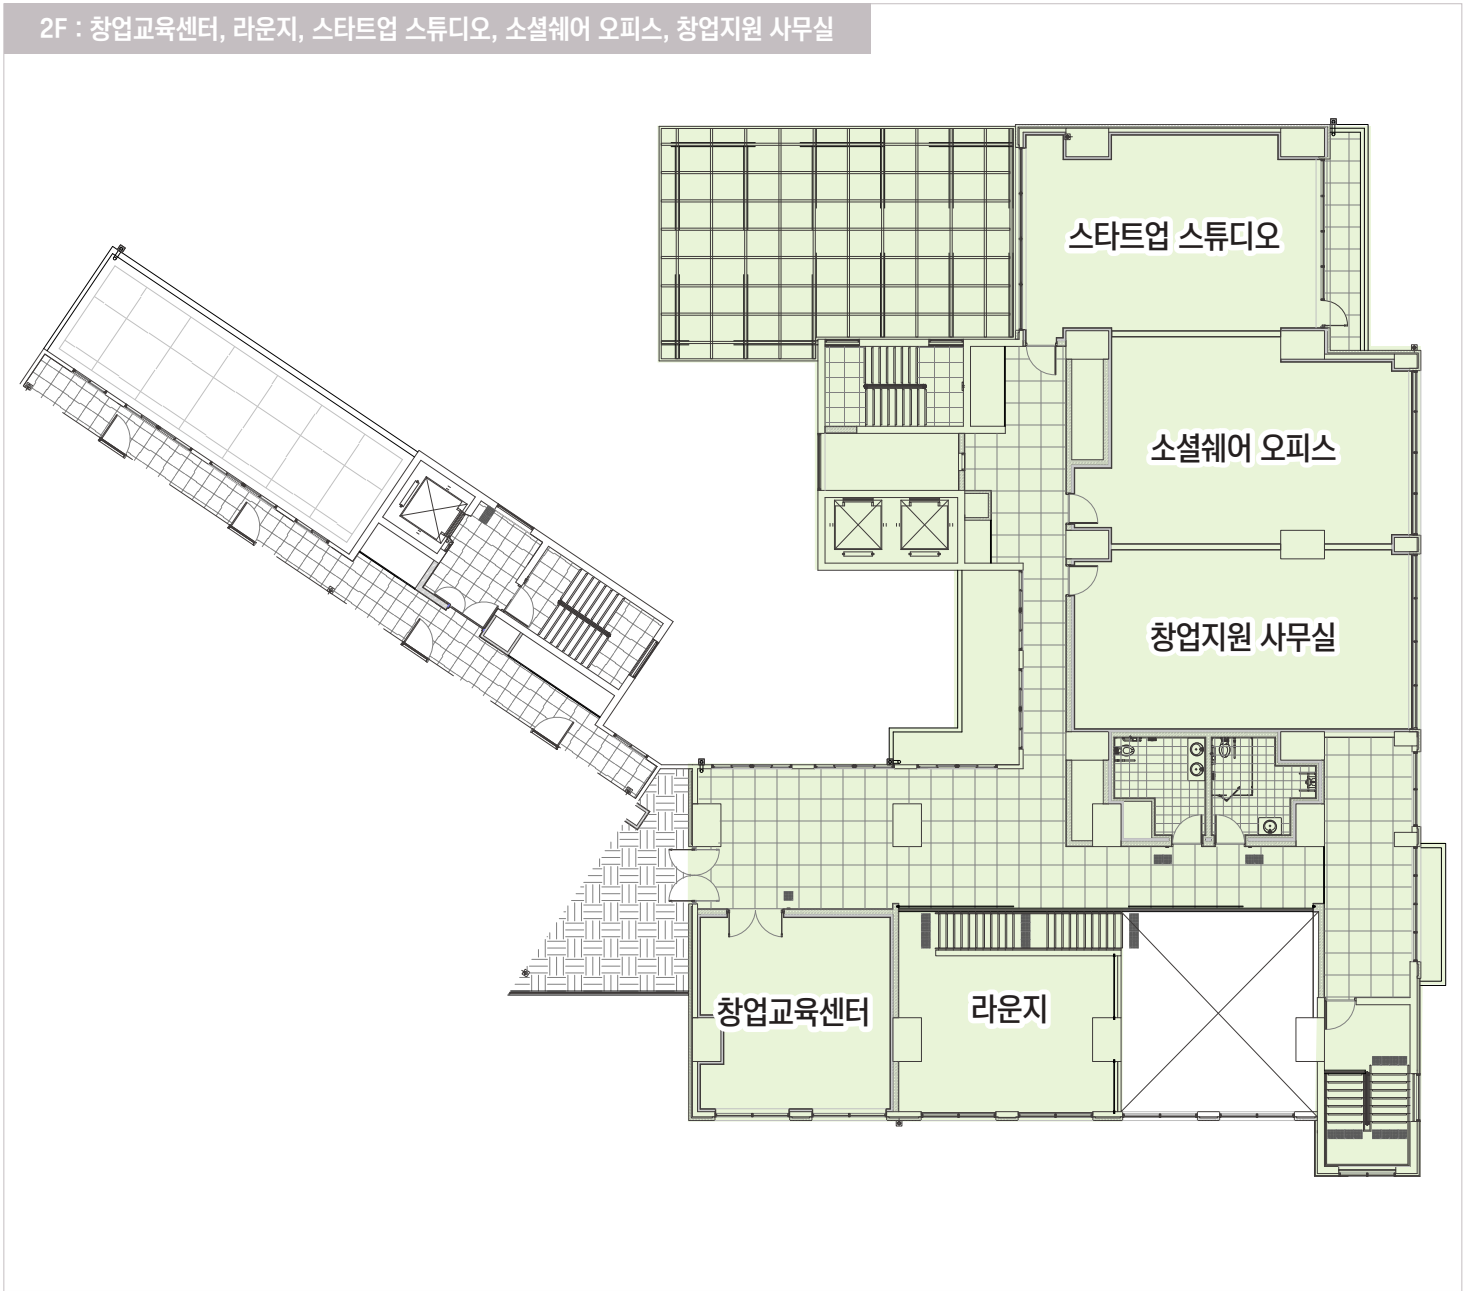 2F : 창업교육센터, 라운지, 스타트업 스튜디오, 소셜쉐어 오피스, 창업지원 사무실
스타트업 스튜디오
소셜쉐어 오피스
창업지원 사무실
창업교육센터
라운지